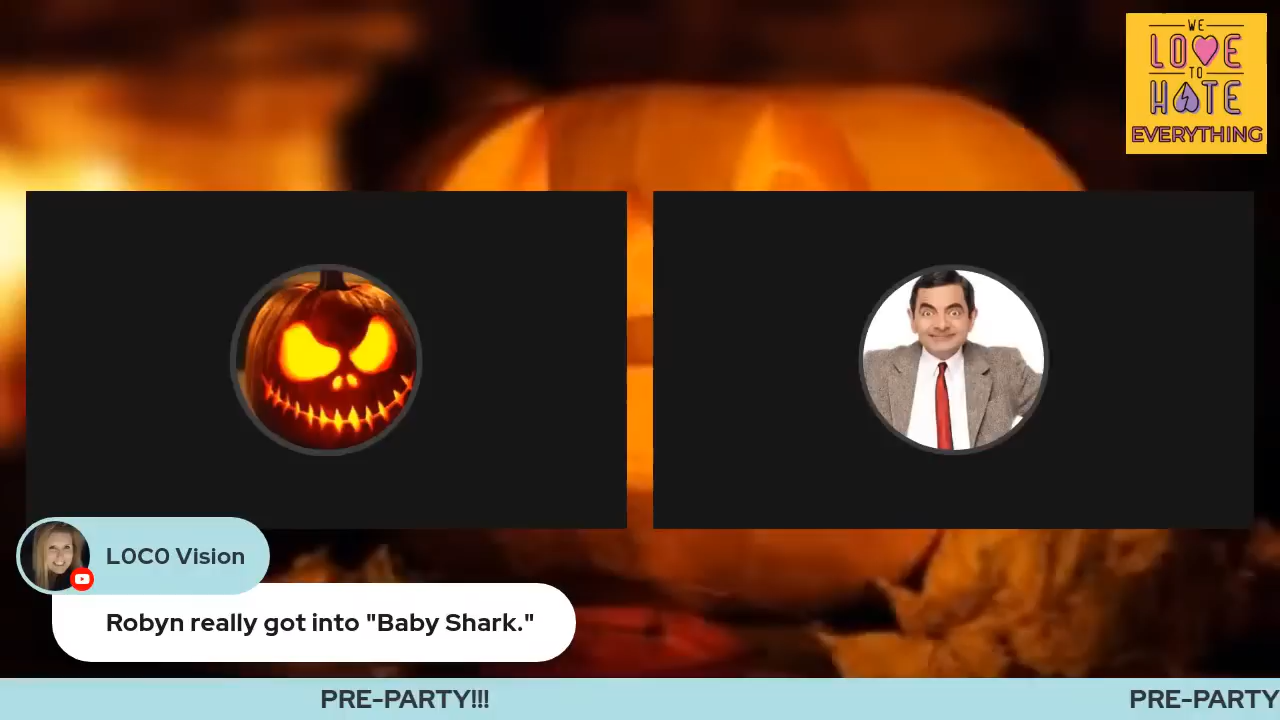 WE
LOVE
TO
HATE
EVERYTHING
L0C0 Vision
Robyn really got into "Baby Shark."
PRE-PARTY!!! PRE-PARTY